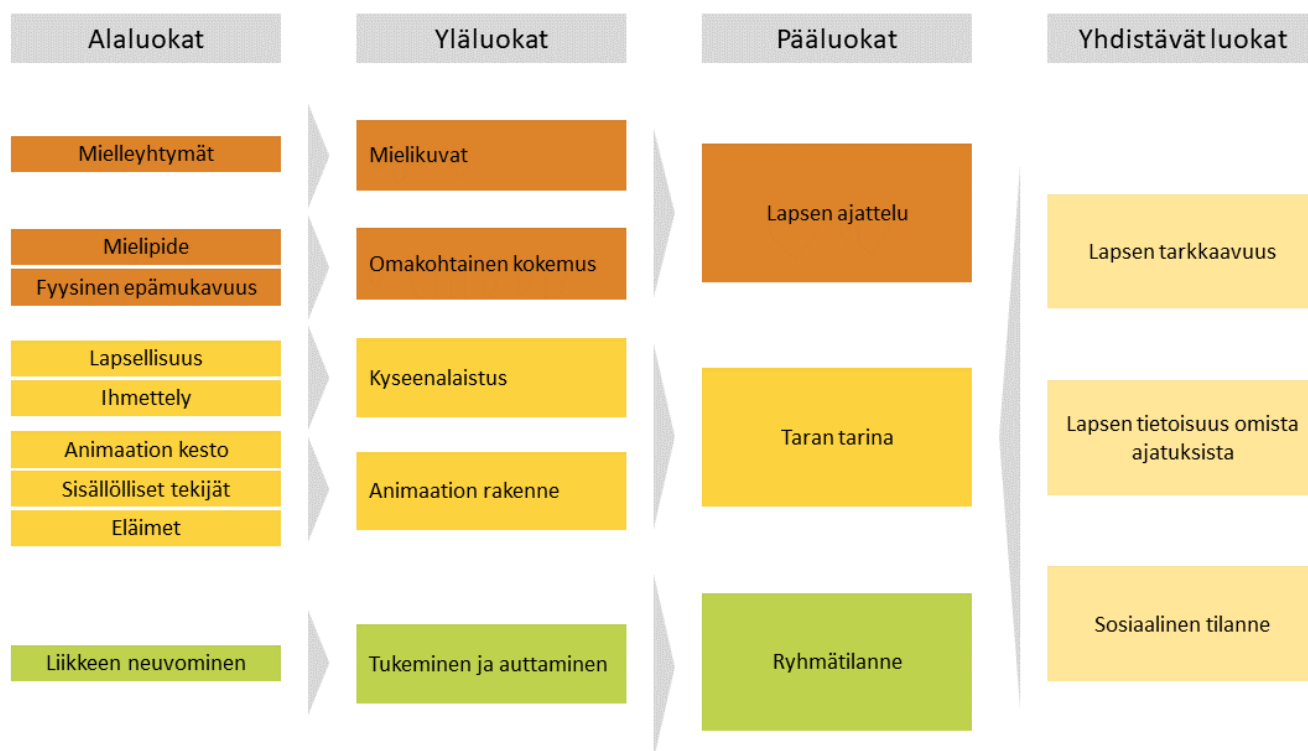 Alaluokat
Yläluokat
Pääluokat
Yhdistävät luokat
Mielleyhtymät
Mielipide
Fyysinen epämukavuus
Lapsellisuus
Ihmettely
Animaation kesto
Sisällölliset tekijät
Eläimet
Liikkeen neuvominen
Mielikuvat
Omakohtainen kokemus
Kyseenalaistus
Animaation rakenne
Tukeminen ja auttaminen
Lapsen ajattelu
Taran tarina
Ryhmätilanne
Lapsen tarkkaavuus
Lapsen tietoisuus omista
ajatuksista
Sosiaalinen tilanne